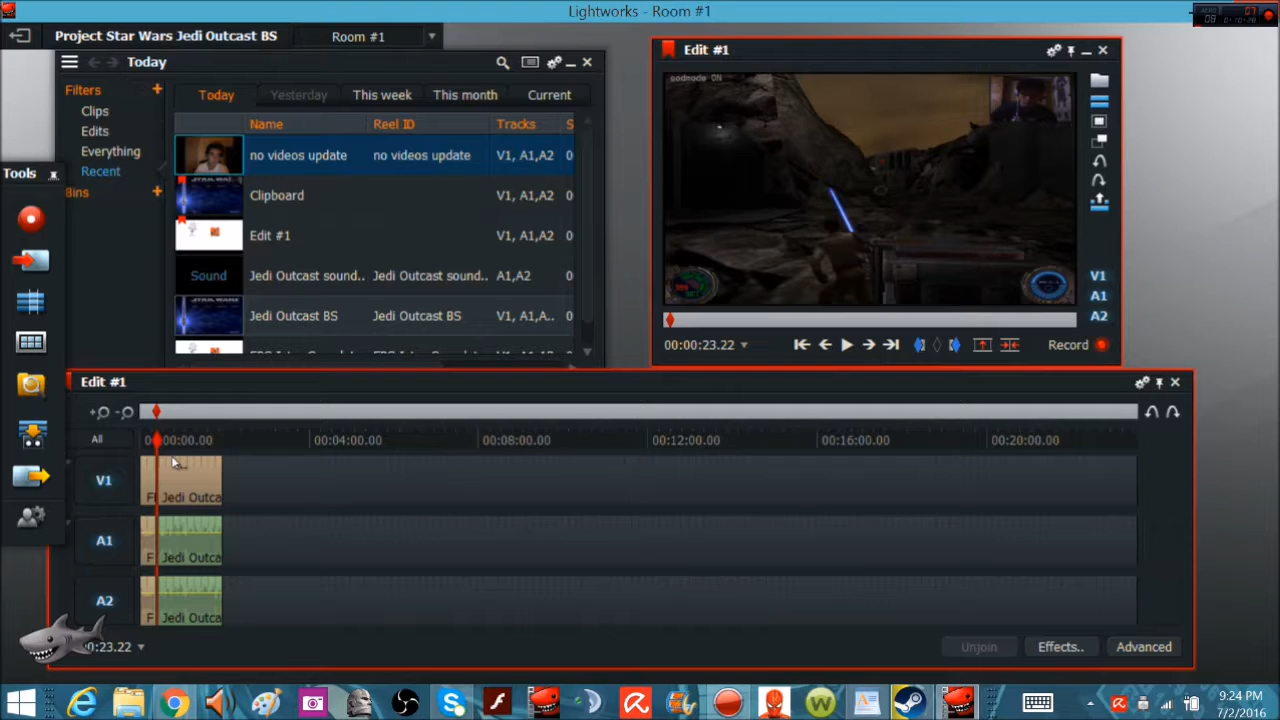 Lightworks - Room #1
Project Star Wars Jedi Outcast BS
Room #1
Today
Filters
Clips
Edits
Everything
Recent
Bins
Today Yesterday This week This month Current
Name Reel ID Tracks S
no videos update no videos update V1, A1,A2 0
Clipboard V1, A1,A2 0
Edit #1 V1, A1,A2 0
Sound Jedi Outcast sound.. Jedi Outcast sound.. A1,A2 0
Jedi Outcast BS Jedi Outcast BS V1, A1,A.. 0
Tools
Edit #1
V1
A1
A2
00:00:23.22
Record
Edit #1
All
00:00:00.00 00:04:00.00 00:08:00.00 00:12:00.00 00:16:00.00 00:20:00.00
V1
Jedi Outca
A1
Jedi Outca
A2
Jedi Outca
0:23.22
Unjoin Effects.. Advanced
9:24 PM
7/2/2016